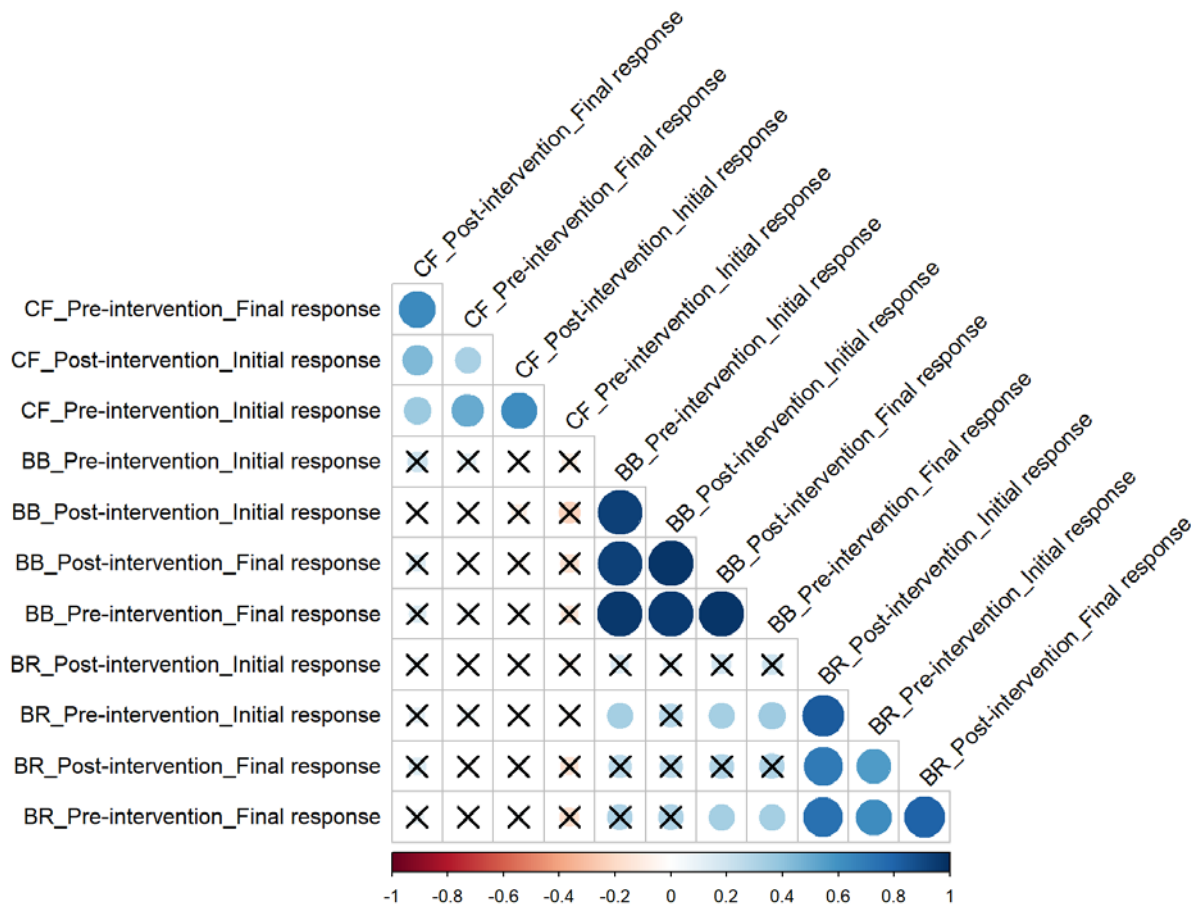 CF_Post-intervention_Final response
CF_Pre-intervention_Final response
CF_Post-intervention_Initial response
CF_Pre-intervention_Initial response
BB_Pre-intervention_Initial response
BB_Post-intervention_Initial response
BB_Post-intervention_Final response
BB_Pre-intervention_Final response
BR_Post-intervention_Initial response
BR_Pre-intervention_Initial response
BR_Post-intervention_Final response
CF_Pre-intervention_Final response
CF_Post-intervention_Initial response
CF_Pre-intervention_Initial response
BB_Pre-intervention_Initial response
BB_Post-intervention_Initial response
BB_Post-intervention_Final response
BB_Pre-intervention_Final response
BR_Post-intervention_Initial response
BR_Pre-intervention_Initial response
BR_Post-intervention_Final response
BR_Pre-intervention_Final response
-1 -0.8 -0.6 -0.4 -0.2 0 0.2 0.4 0.6 0.8 1